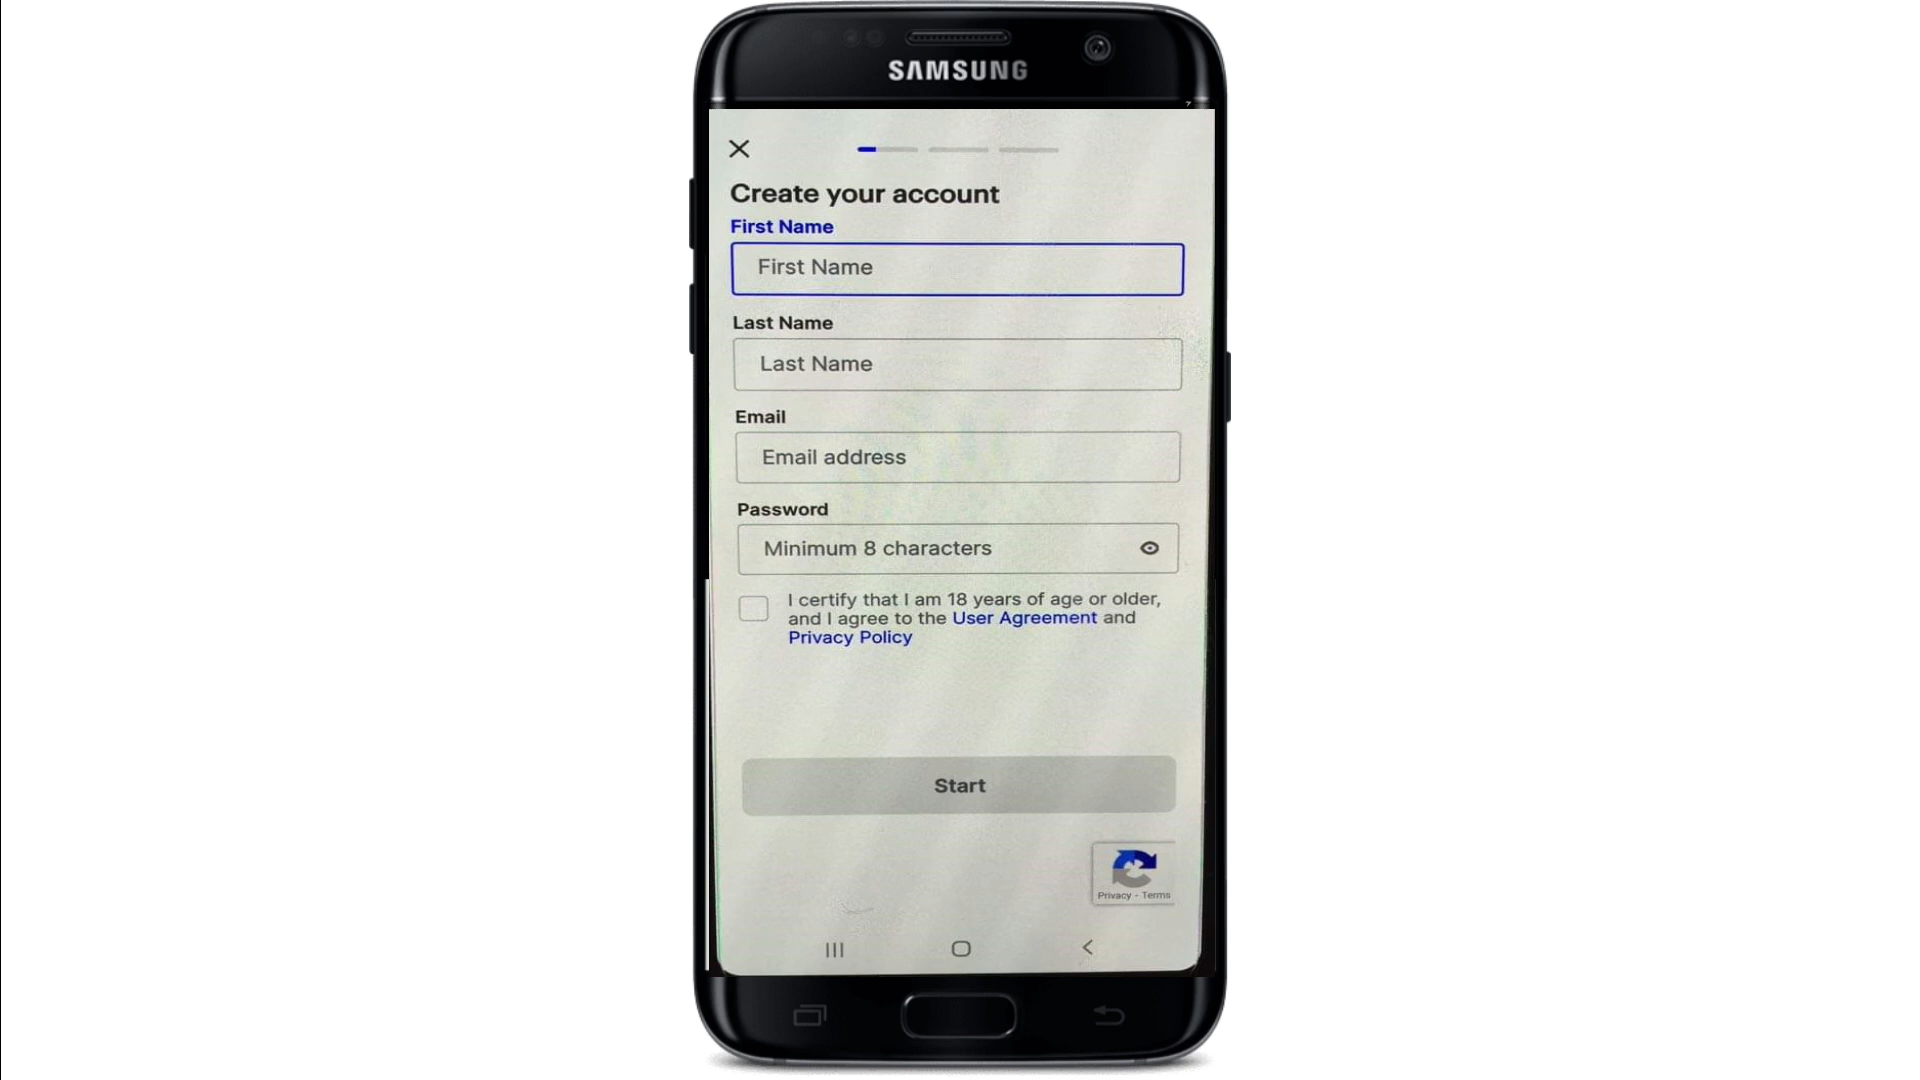 SAMSUNG
Create your account
First Name
First Name
Last Name
Last Name
Email
Email address
Password
Minimum 8 characters
I certify that I am 18 years of age or older,
and I agree to the User Agreement and
Privacy Policy
Start
Privacy - Terms